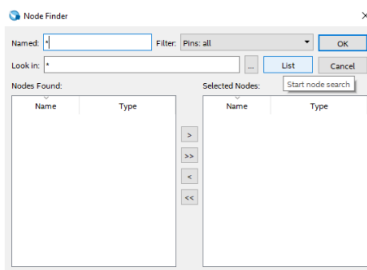 Node Finder ×
Named: * Filter: Pins: all OK
Look in: * ... List Cancel
Start node search
Nodes Found: Selected Nodes:
Name Type Name Type
>
>>
<
<<